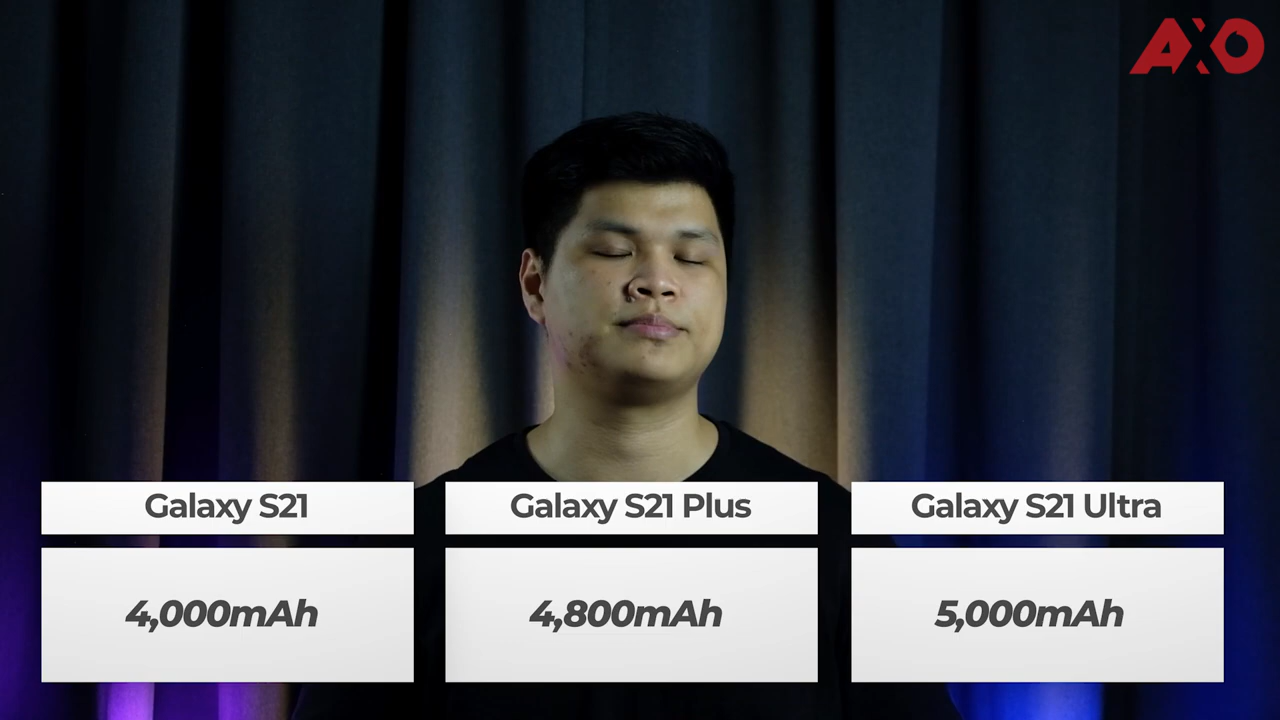 AXO
Galaxy S21
Galaxy S21 Plus
Galaxy S21 Ultra
4,000mAh
4,800mAh
5,000mAh